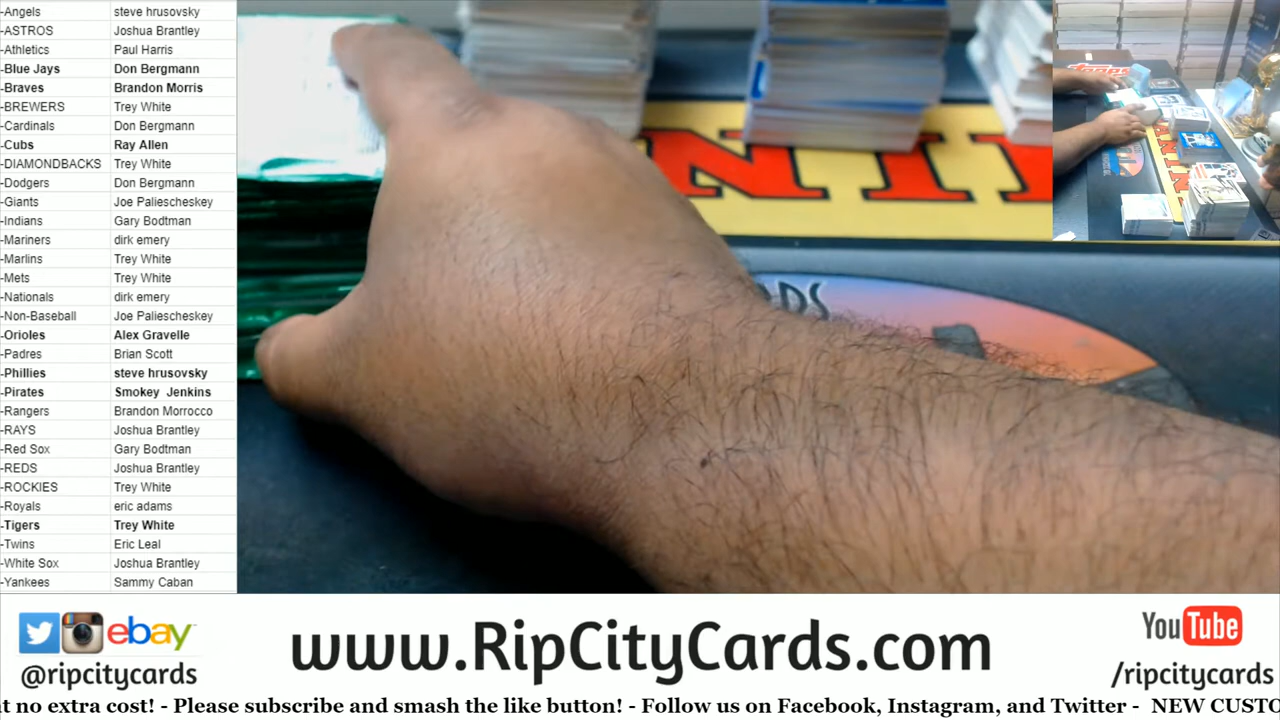 -Angels steve hrusovsky
-ASTROS Joshua Brantley
-Athletics Paul Harris
-Blue Jays Don Bergmann
-Braves Brandon Morris
-BREWERS Trey White
-Cardinals Don Bergmann
-Cubs Ray Allen
-DIAMONDBACKS Trey White
-Dodgers Don Bergmann
-Giants Joe Paliescheskey
-Indians Gary Bodtman
-Mariners dirk emery
-Marlins Trey White
-Mets Trey White
-Nationals dirk emery
-Non-Baseball Joe Paliescheskey
-Orioles Alex Gravelle
-Padres Brian Scott
-Phillies steve hrusovsky
-Pirates Smokey Jenkins
-Rangers Brandon Morrocco
-RAYS Joshua Brantley
-Red Sox Gary Bodtman
-REDS Joshua Brantley
-ROCKIES Trey White
-Royals eric adams
-Tigers Trey White
-Twins Eric Leal
-White Sox Joshua Brantley
-Yankees Sammy Caban
ebay
@ripcitycards
www.RipCityCards.com
YouTube
/ripcitycards
t no extra cost! - Please subscribe and smash the like button! - Follow us on Facebook, Instagram, and Twitter - NEW CUSTO